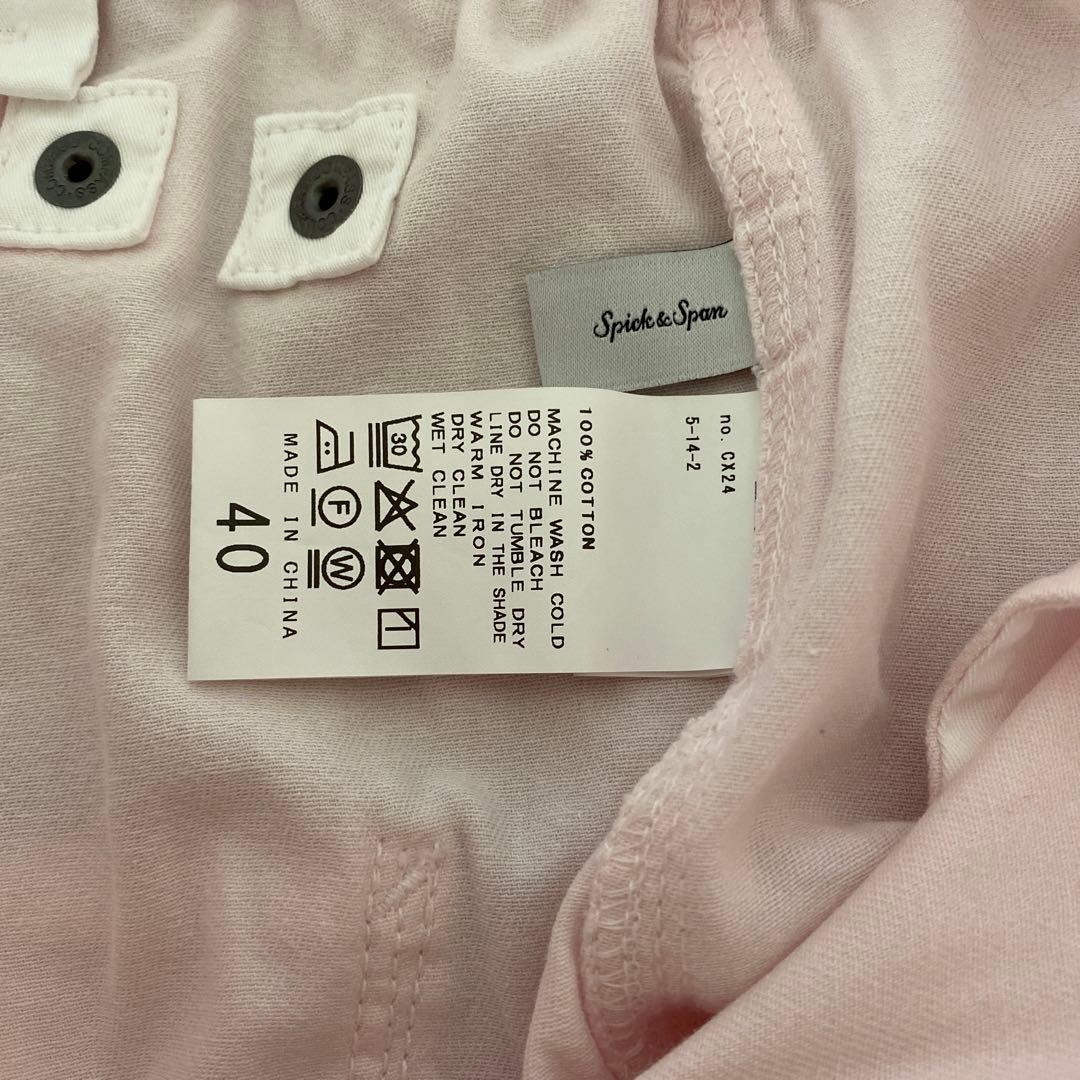 Spick & Span
no. CX24
5-14-2
100% COTTON
MACHINE WASH COLD
DO NOT BLEACH
DO NOT TUMBLE DRY
LINE DRY IN THE SHADE
WARM IRON
DRY CLEAN
WET CLEAN
30
F
W
MADE IN CHINA
40